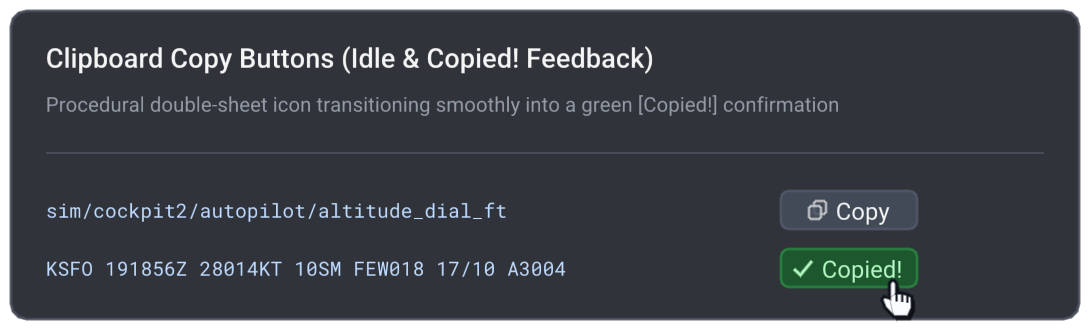 Clipboard Copy Buttons (Idle & Copied! Feedback)
Procedural double-sheet icon transitioning smoothly into a green [Copied!] confirmation
sim/cockpit2/autopilot/altitude_dial_ft Copy
KSFO 191856Z 28014KT 10SM FEW018 17/10 A3004 Copied!